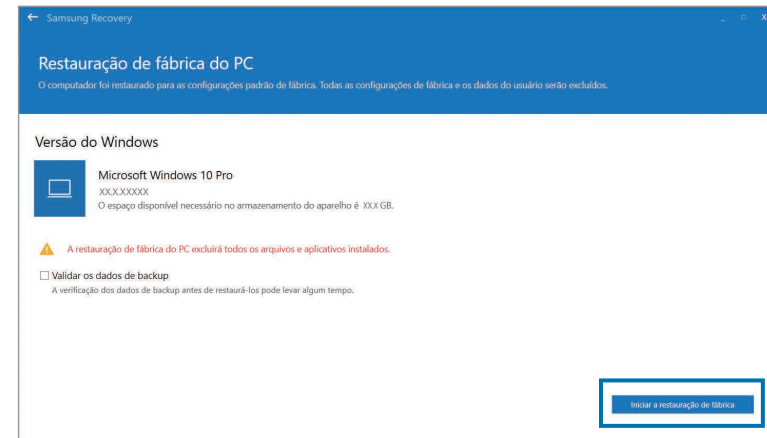 Samsung Recovery
Restauração de fábrica do PC
O computador foi restaurado para as configurações padrão de fábrica. Todas as configurações de fábrica e os dados do usuário serão excluídos.
Versão do Windows
Microsoft Windows 10 Pro
XX.X.XXXXX
O espaço disponível necessário no armazenamento do aparelho é XX.X GB.
A restauração de fábrica do PC excluirá todos os arquivos e aplicativos instalados.
Validar os dados de backup
A verificação dos dados de backup antes de restaurá-los pode levar algum tempo.
Iniciar a restauração de fábrica